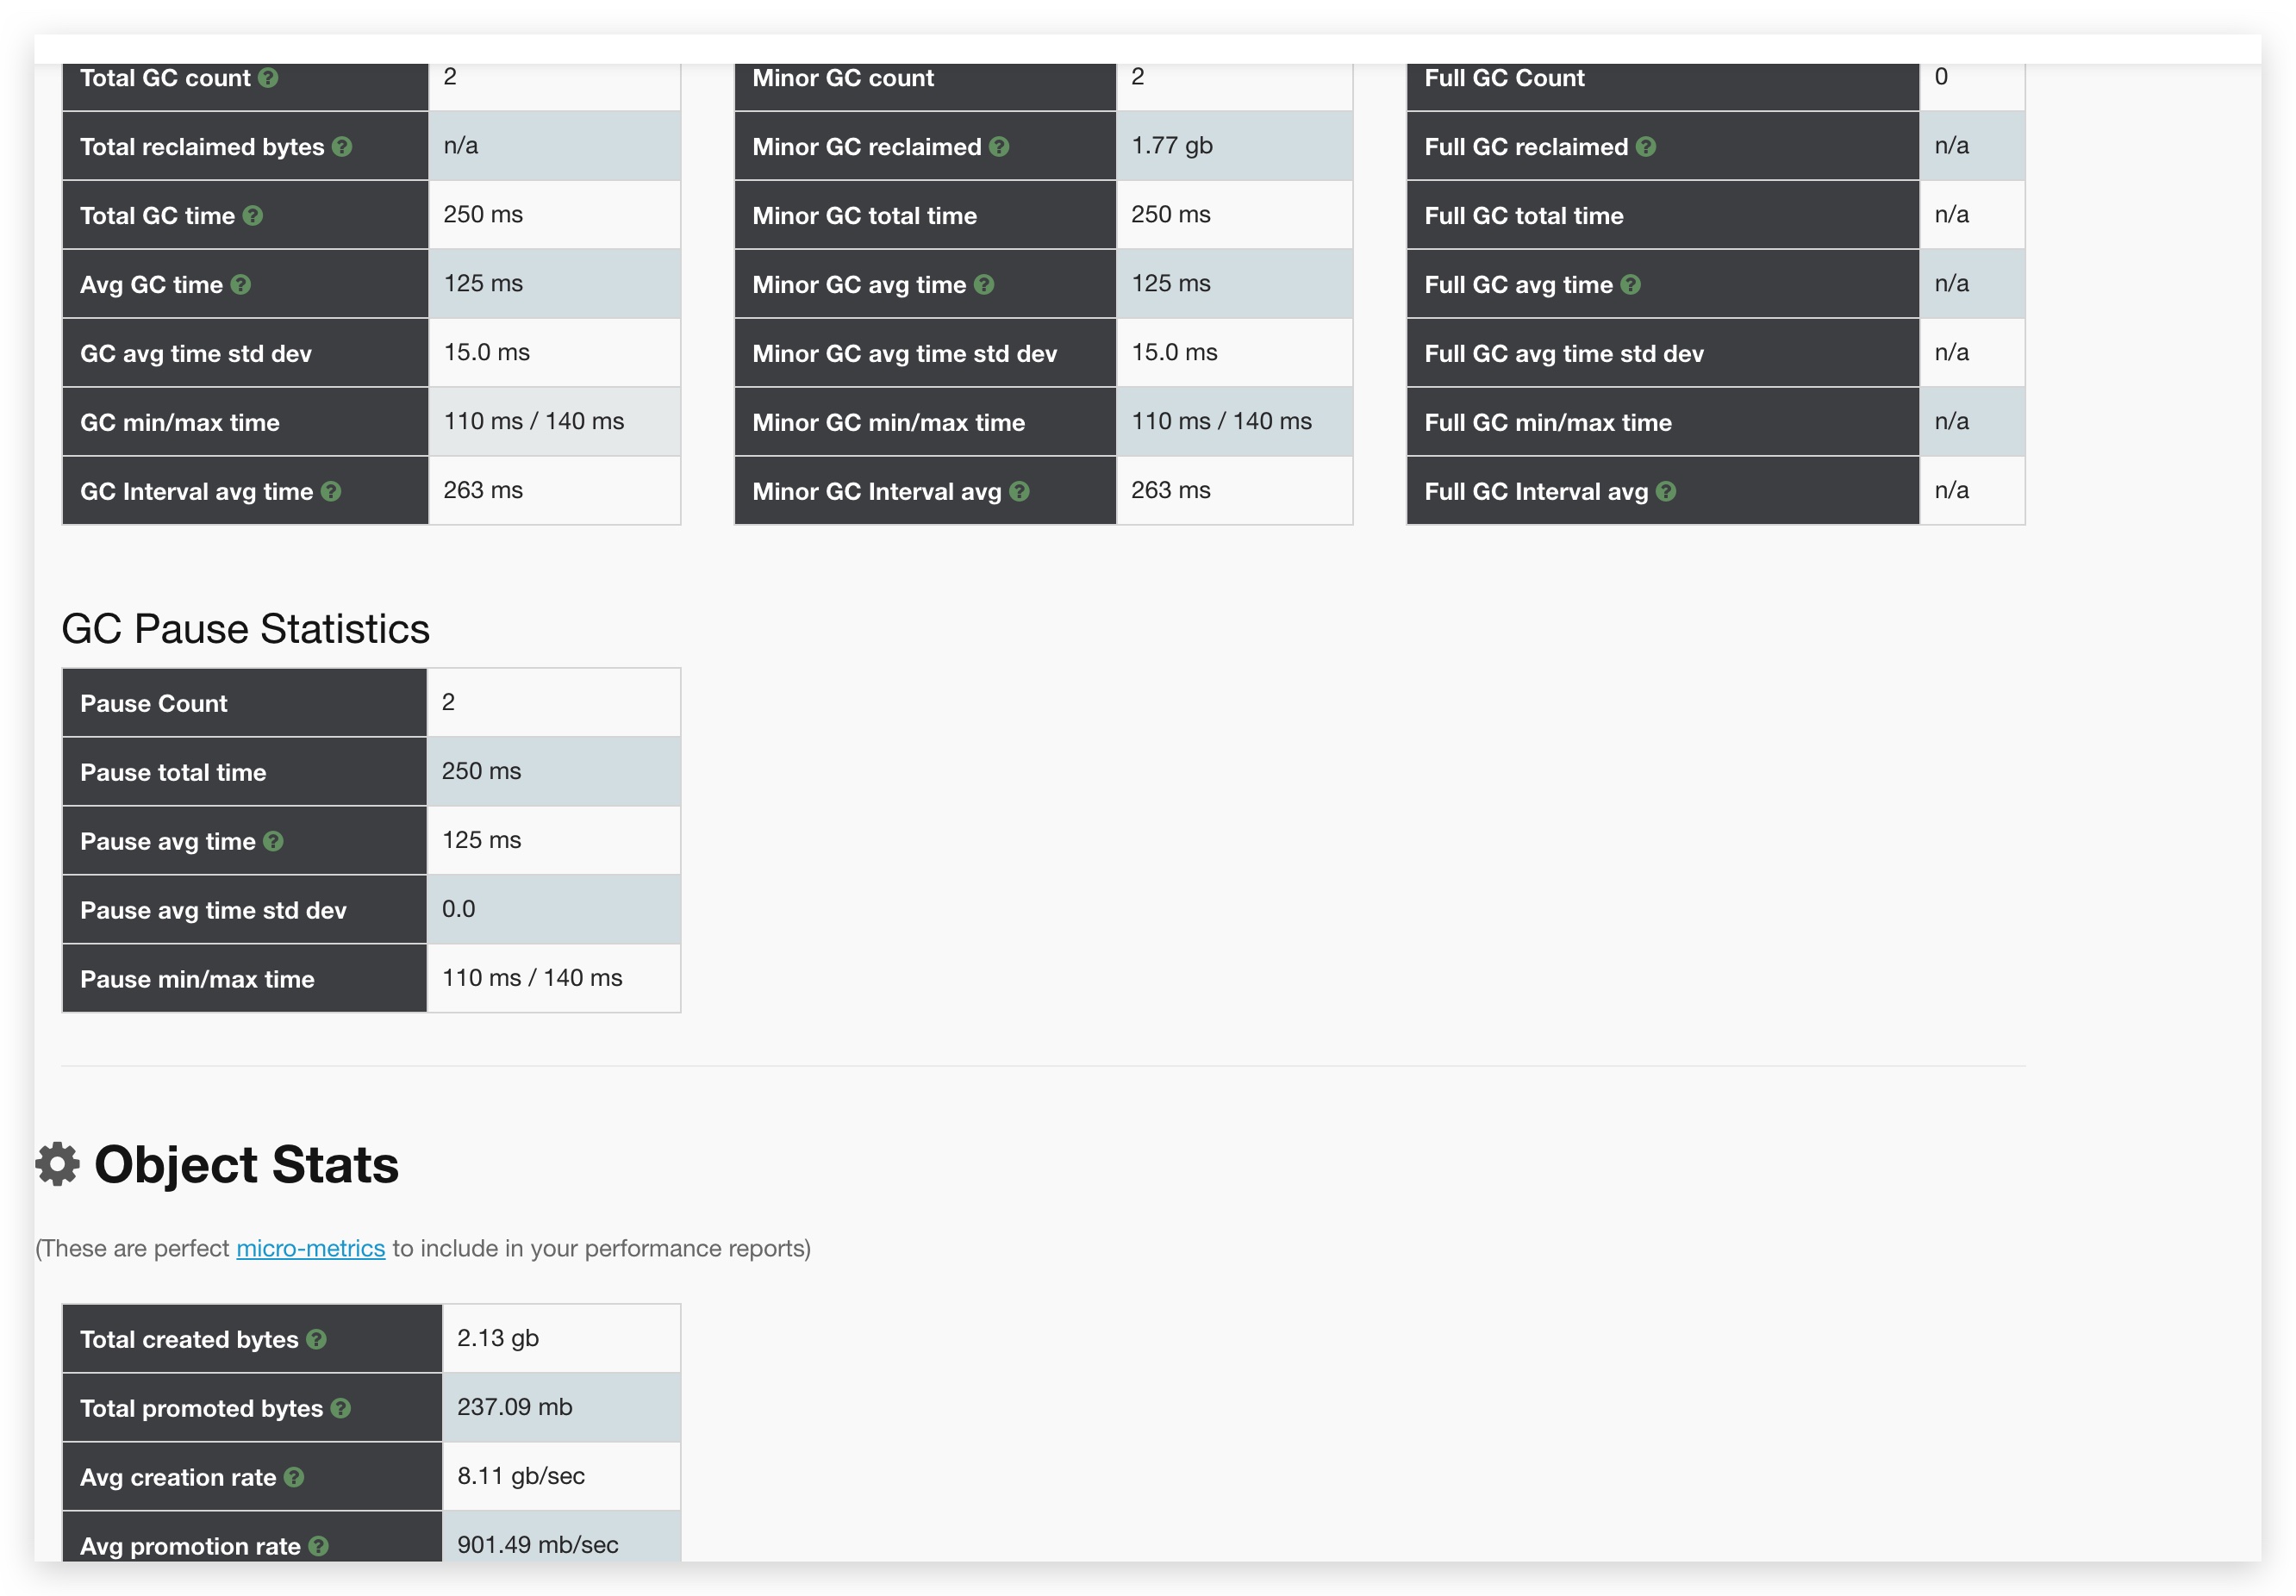 Total GC count ? 2
Total reclaimed bytes ? n/a
Total GC time ? 250 ms
Avg GC time ? 125 ms
GC avg time std dev 15.0 ms
GC min/max time 110 ms / 140 ms
GC Interval avg time ? 263 ms
Minor GC count 2
Minor GC reclaimed ? 1.77 gb
Minor GC total time 250 ms
Minor GC avg time ? 125 ms
Minor GC avg time std dev 15.0 ms
Minor GC min/max time 110 ms / 140 ms
Minor GC Interval avg ? 263 ms
Full GC Count 0
Full GC reclaimed ? n/a
Full GC total time n/a
Full GC avg time ? n/a
Full GC avg time std dev n/a
Full GC min/max time n/a
Full GC Interval avg ? n/a
GC Pause Statistics
Pause Count 2
Pause total time 250 ms
Pause avg time ? 125 ms
Pause avg time std dev 0.0
Pause min/max time 110 ms / 140 ms
Object Stats
(These are perfect micro-metrics to include in your performance reports)
Total created bytes ? 2.13 gb
Total promoted bytes ? 237.09 mb
Avg creation rate ? 8.11 gb/sec
Avg promotion rate ? 901.49 mb/sec